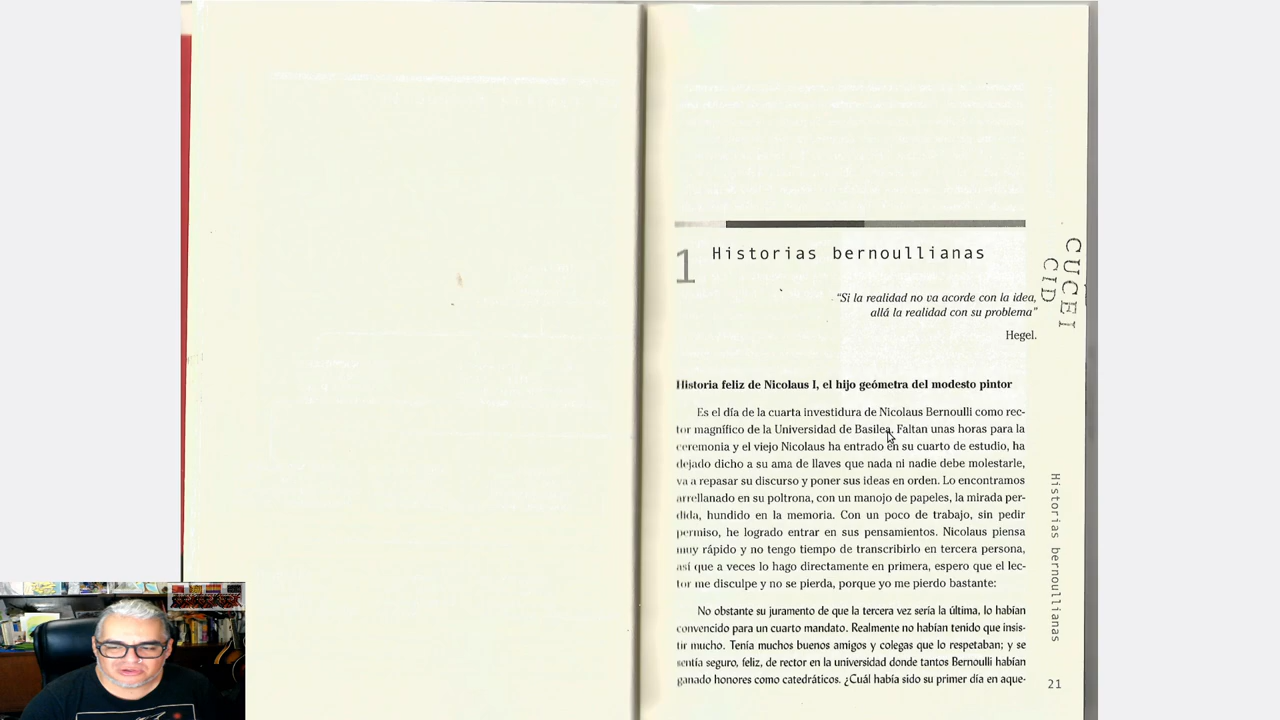 1
Historias bernoullianas
"Si la realidad no va acorde con la idea,
allá la realidad con su problema"
Hegel.
Historia feliz de Nicolaus I, el hijo geómetra del modesto pintor
Es el día de la cuarta investidura de Nicolaus Bernoulli como rec-
tor magnífico de la Universidad de Basilea. Faltan unas horas para la
ceremonia y el viejo Nicolaus ha entrado en su cuarto de estudio, ha
dejado dicho a su ama de llaves que nada ni nadie debe molestarle,
va a repasar su discurso y poner sus ideas en orden. Lo encontramos
arrellanado en su poltrona, con un manojo de papeles, la mirada per-
dida, hundido en la memoria. Con un poco de trabajo, sin pedir
permiso, he logrado entrar en sus pensamientos. Nicolaus piensa
muy rápido y no tengo tiempo de transcribirlo en tercera persona,
así que a veces lo hago directamente en primera, espero que el lec-
tor me disculpe y no se pierda, porque yo me pierdo bastante:
No obstante su juramento de que la tercera vez sería la última, lo habían
convencido para un cuarto mandato. Realmente no habían tenido que insis-
tir mucho. Tenía muchos buenos amigos y colegas que lo respetaban; y se
sentía seguro, feliz, de rector en la universidad donde tantos Bernoulli habían
ganado honores como catedráticos. ¿Cuál había sido su primer día en aque-
CUCEI
CID
Historias bernoullianas
21